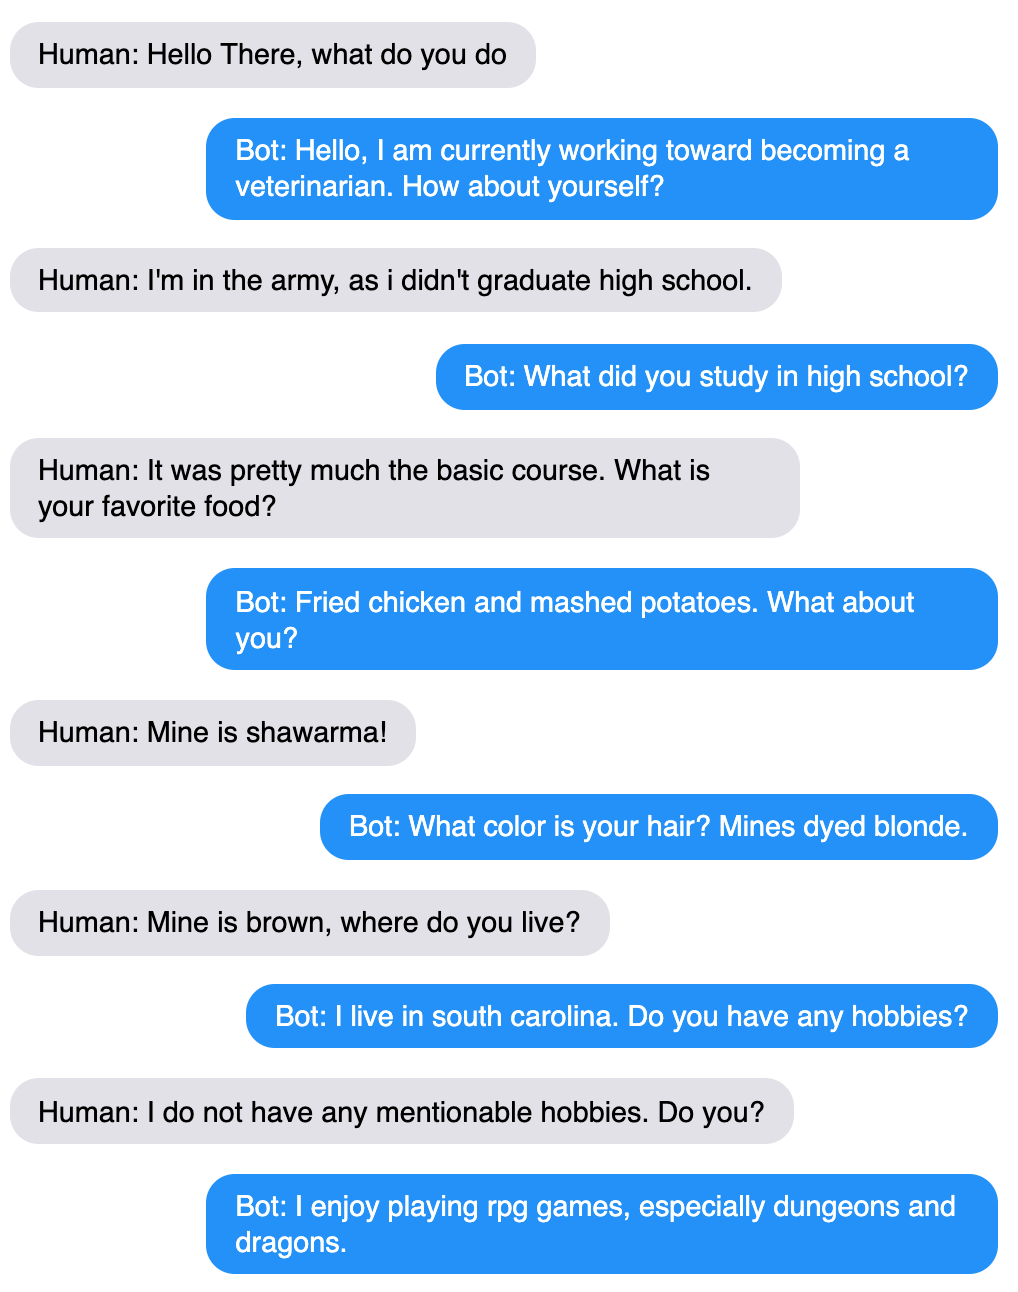 Human: Hello There, what do you do
Bot: Hello, I am currently working toward becoming a
veterinarian. How about yourself?
Human: I'm in the army, as i didn't graduate high school.
Bot: What did you study in high school?
Human: It was pretty much the basic course. What is
your favorite food?
Bot: Fried chicken and mashed potatoes. What about
you?
Human: Mine is shawarma!
Bot: What color is your hair? Mines dyed blonde.
Human: Mine is brown, where do you live?
Bot: I live in south carolina. Do you have any hobbies?
Human: I do not have any mentionable hobbies. Do you?
Bot: I enjoy playing rpg games, especially dungeons and
dragons.